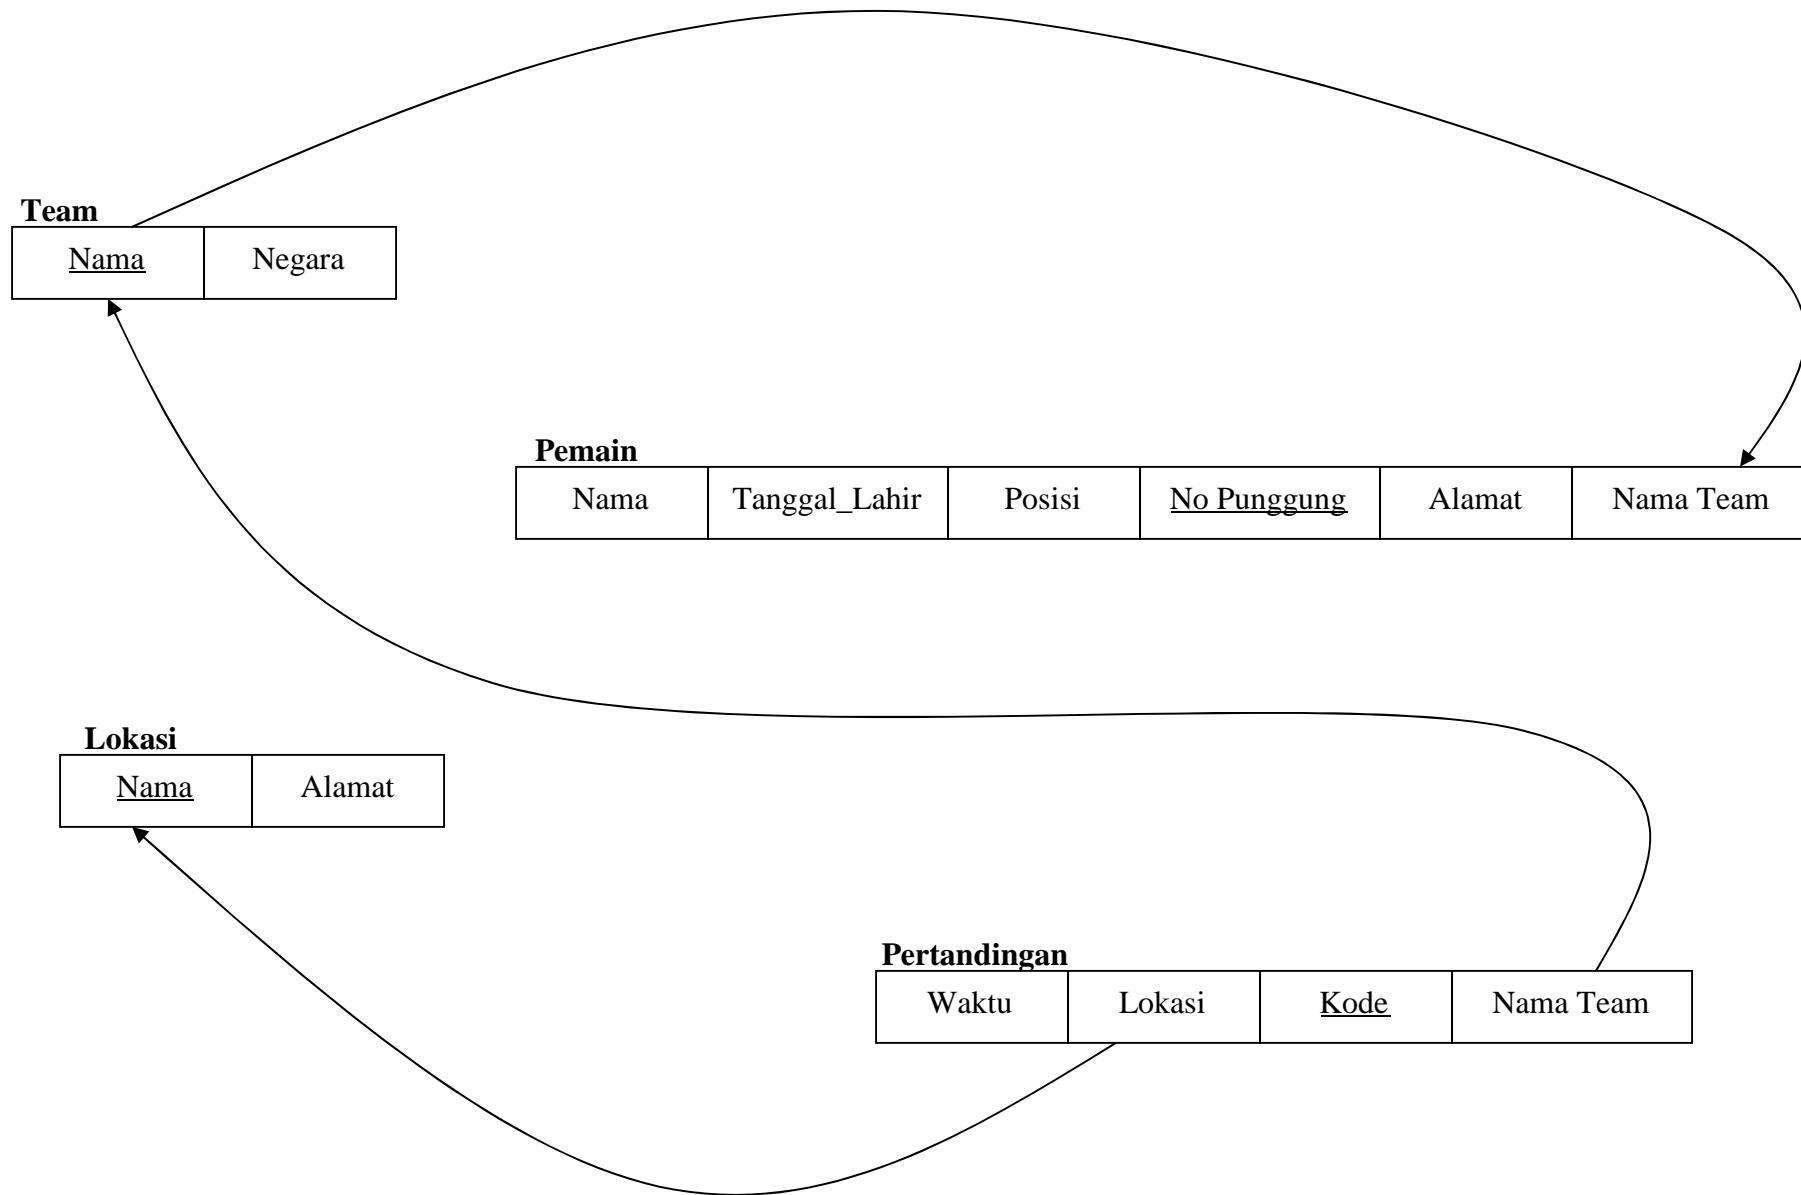 Team
Nama Negara
Pemain
Nama Tanggal_Lahir Posisi No Punggung Alamat Nama Team
Lokasi
Nama Alamat
Pertandingan
Waktu Lokasi Kode Nama Team